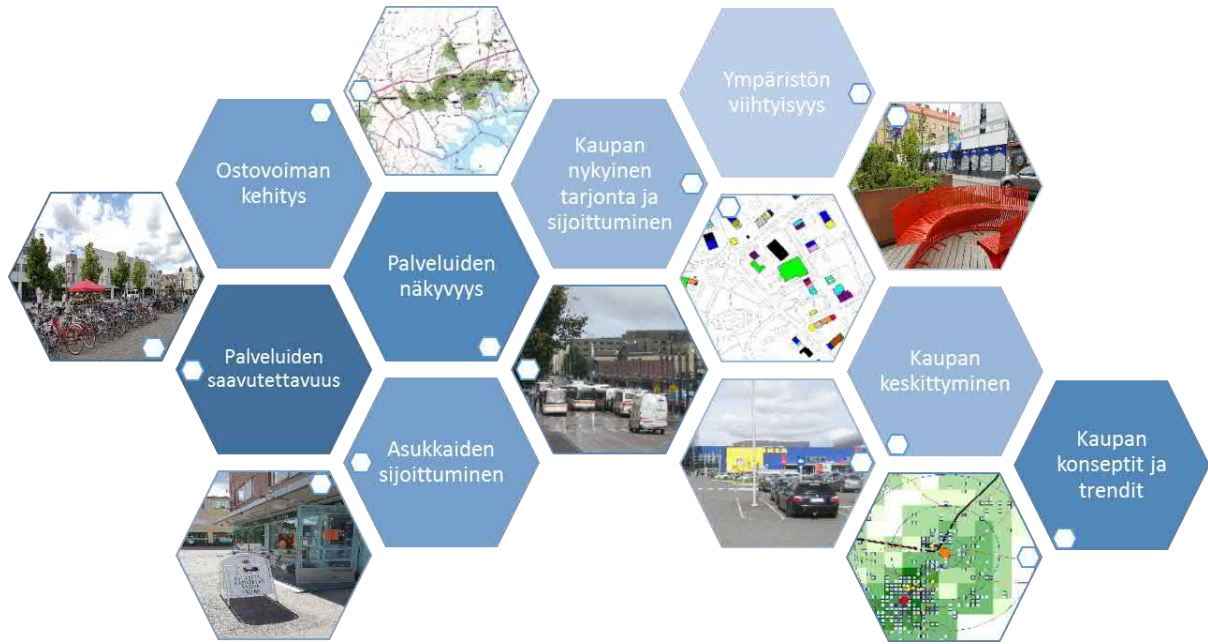 Ympäristön
viihtyisyys
Ostovoiman
kehitys
Kaupan
nykyinen
tarjonta ja
sijoittuminen
Palveluiden
näkyvyys
Palveluiden
saavutettavuus
Kaupan
keskittyminen
Asukkaiden
sijoittuminen
IKEA
Kaupan
konseptit ja
trendit